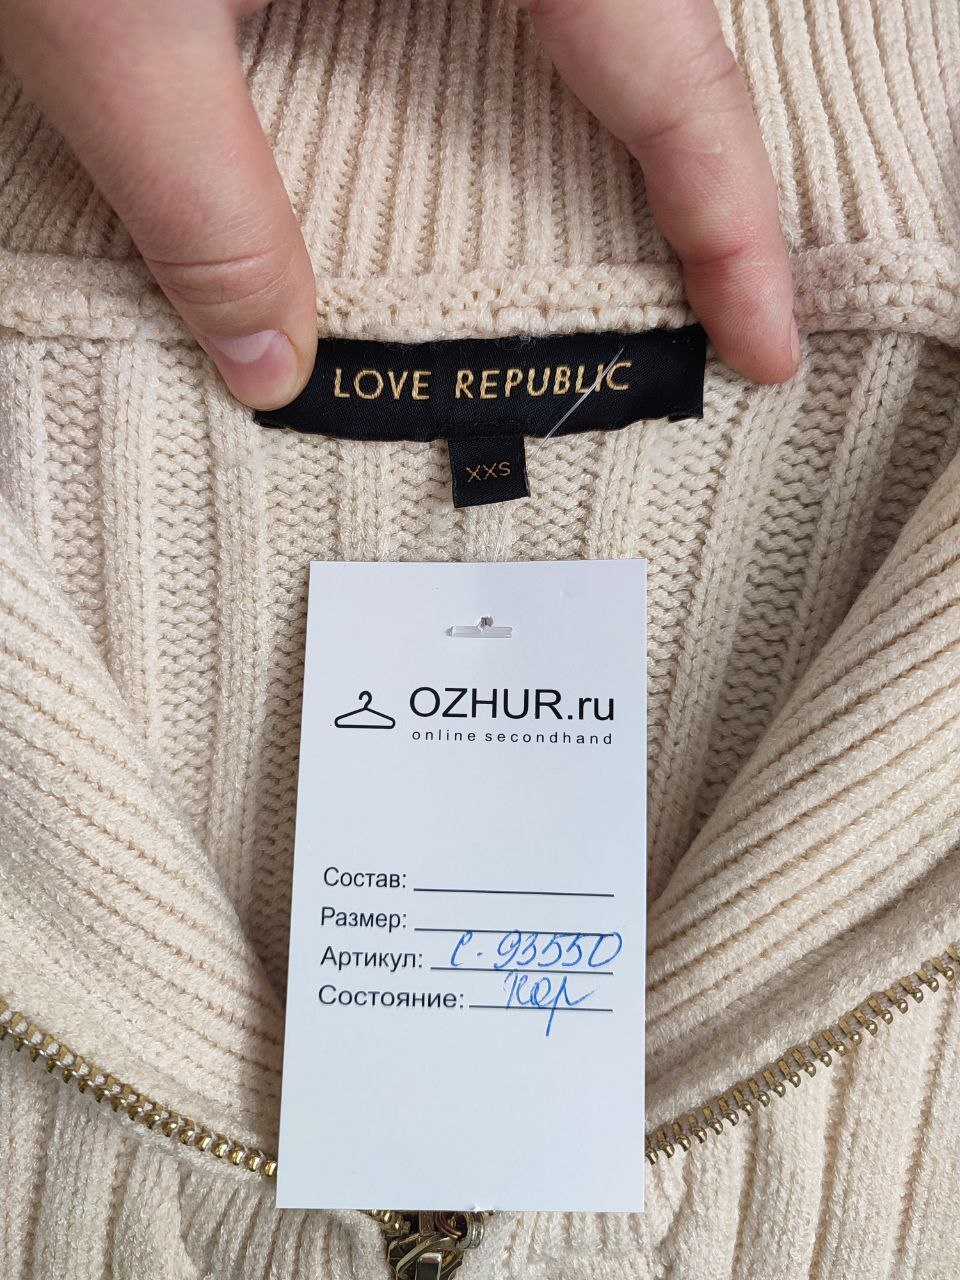 LOVE REPUBLIC
XXS
OZHUR.ru
online secondhand
Состав:
Размер:
Артикул: С-93550
Состояние: хор